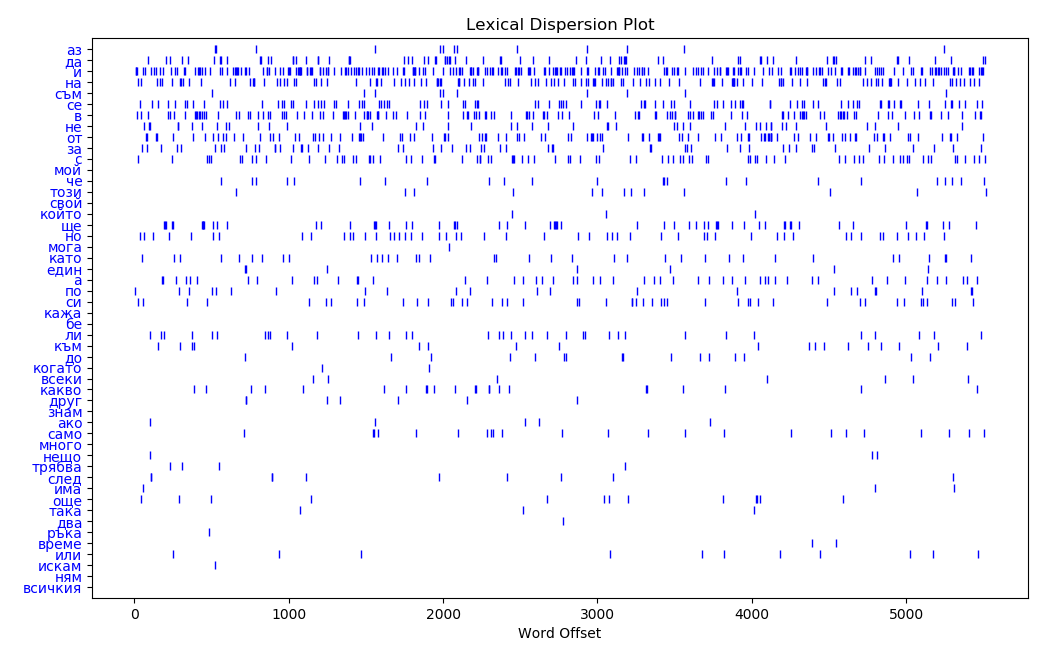 Lexical Dispersion Plot
аз
да
и
на
съм
се
в
не
от
за
с
мой
че
този
свой
който
ще
но
мога
като
един
а
по
си
кажа
бе
ли
към
до
когато
всеки
какво
друг
знам
ако
само
много
нещо
трябва
след
има
още
така
два
ръка
време
или
искам
ням
всичкия
0 1000 2000 3000 4000 5000
Word Offset